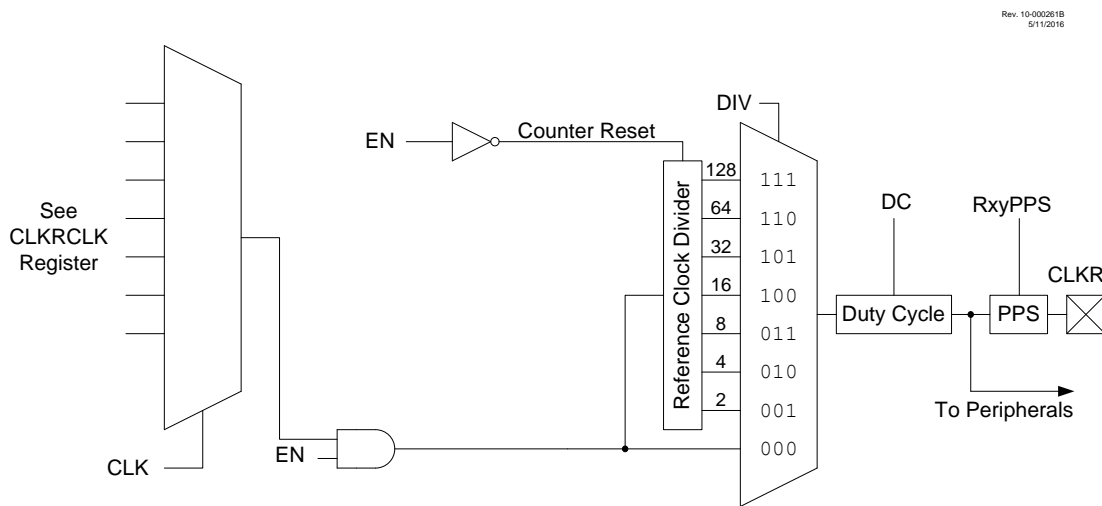 Rev. 10-000261B
5/11/2016
See
CLKRCLK
Register
CLK
EN
EN
Counter Reset
Reference Clock Divider
128
64
32
16
8
4
2
DIV
111
110
101
100
011
010
001
000
DC
Duty Cycle
RxyPPS
PPS
CLKR
To Peripherals